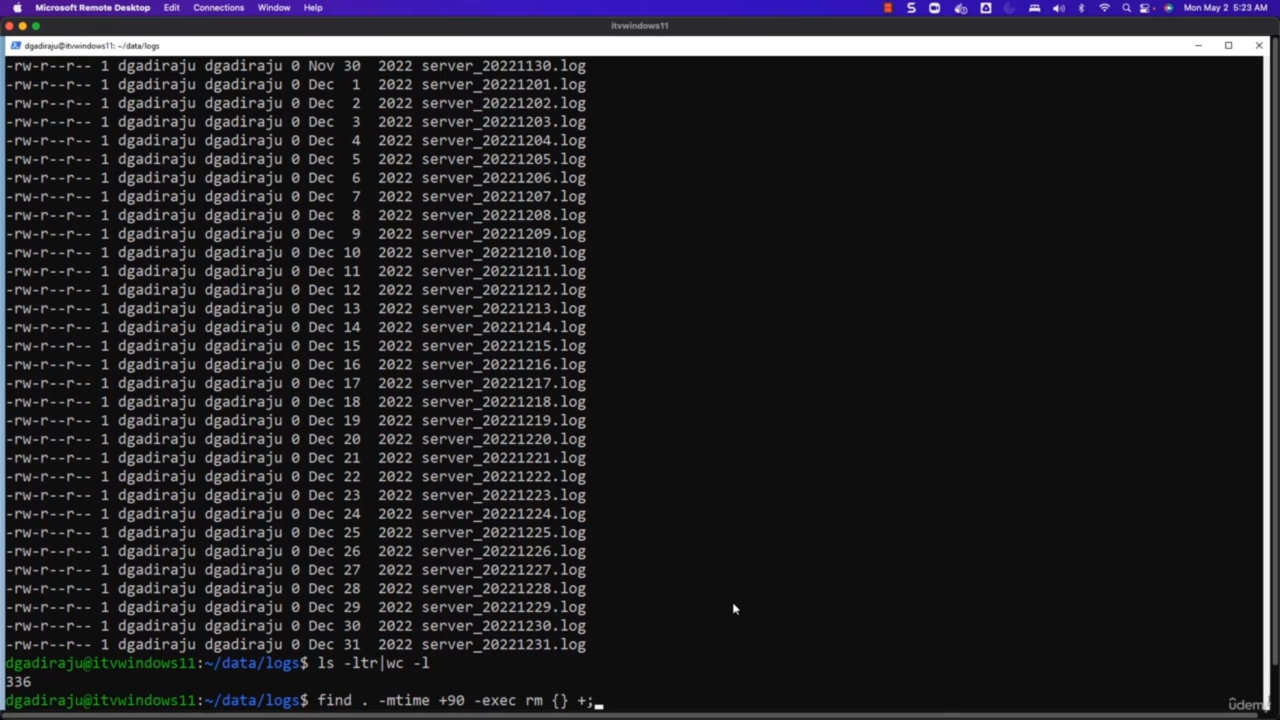 Microsoft Remote Desktop Edit Connections Window Help Mon May 2 5:23 AM
itvwindows11
dgadiraju@itvwindows11: ~/data/logs
-rw-r--r-- 1 dgadiraju dgadiraju 0 Nov 30  2022 server_20221130.log
-rw-r--r-- 1 dgadiraju dgadiraju 0 Dec  1  2022 server_20221201.log
-rw-r--r-- 1 dgadiraju dgadiraju 0 Dec  2  2022 server_20221202.log
-rw-r--r-- 1 dgadiraju dgadiraju 0 Dec  3  2022 server_20221203.log
-rw-r--r-- 1 dgadiraju dgadiraju 0 Dec  4  2022 server_20221204.log
-rw-r--r-- 1 dgadiraju dgadiraju 0 Dec  5  2022 server_20221205.log
-rw-r--r-- 1 dgadiraju dgadiraju 0 Dec  6  2022 server_20221206.log
-rw-r--r-- 1 dgadiraju dgadiraju 0 Dec  7  2022 server_20221207.log
-rw-r--r-- 1 dgadiraju dgadiraju 0 Dec  8  2022 server_20221208.log
-rw-r--r-- 1 dgadiraju dgadiraju 0 Dec  9  2022 server_20221209.log
-rw-r--r-- 1 dgadiraju dgadiraju 0 Dec 10  2022 server_20221210.log
-rw-r--r-- 1 dgadiraju dgadiraju 0 Dec 11  2022 server_20221211.log
-rw-r--r-- 1 dgadiraju dgadiraju 0 Dec 12  2022 server_20221212.log
-rw-r--r-- 1 dgadiraju dgadiraju 0 Dec 13  2022 server_20221213.log
-rw-r--r-- 1 dgadiraju dgadiraju 0 Dec 14  2022 server_20221214.log
-rw-r--r-- 1 dgadiraju dgadiraju 0 Dec 15  2022 server_20221215.log
-rw-r--r-- 1 dgadiraju dgadiraju 0 Dec 16  2022 server_20221216.log
-rw-r--r-- 1 dgadiraju dgadiraju 0 Dec 17  2022 server_20221217.log
-rw-r--r-- 1 dgadiraju dgadiraju 0 Dec 18  2022 server_20221218.log
-rw-r--r-- 1 dgadiraju dgadiraju 0 Dec 19  2022 server_20221219.log
-rw-r--r-- 1 dgadiraju dgadiraju 0 Dec 20  2022 server_20221220.log
-rw-r--r-- 1 dgadiraju dgadiraju 0 Dec 21  2022 server_20221221.log
-rw-r--r-- 1 dgadiraju dgadiraju 0 Dec 22  2022 server_20221222.log
-rw-r--r-- 1 dgadiraju dgadiraju 0 Dec 23  2022 server_20221223.log
-rw-r--r-- 1 dgadiraju dgadiraju 0 Dec 24  2022 server_20221224.log
-rw-r--r-- 1 dgadiraju dgadiraju 0 Dec 25  2022 server_20221225.log
-rw-r--r-- 1 dgadiraju dgadiraju 0 Dec 26  2022 server_20221226.log
-rw-r--r-- 1 dgadiraju dgadiraju 0 Dec 27  2022 server_20221227.log
-rw-r--r-- 1 dgadiraju dgadiraju 0 Dec 28  2022 server_20221228.log
-rw-r--r-- 1 dgadiraju dgadiraju 0 Dec 29  2022 server_20221229.log
-rw-r--r-- 1 dgadiraju dgadiraju 0 Dec 30  2022 server_20221230.log
-rw-r--r-- 1 dgadiraju dgadiraju 0 Dec 31  2022 server_20221231.log
dgadiraju@itvwindows11:~/data/logs$ ls -ltr|wc -l
336
dgadiraju@itvwindows11:~/data/logs$ find . -mtime +90 -exec rm {} +;
ûdemy